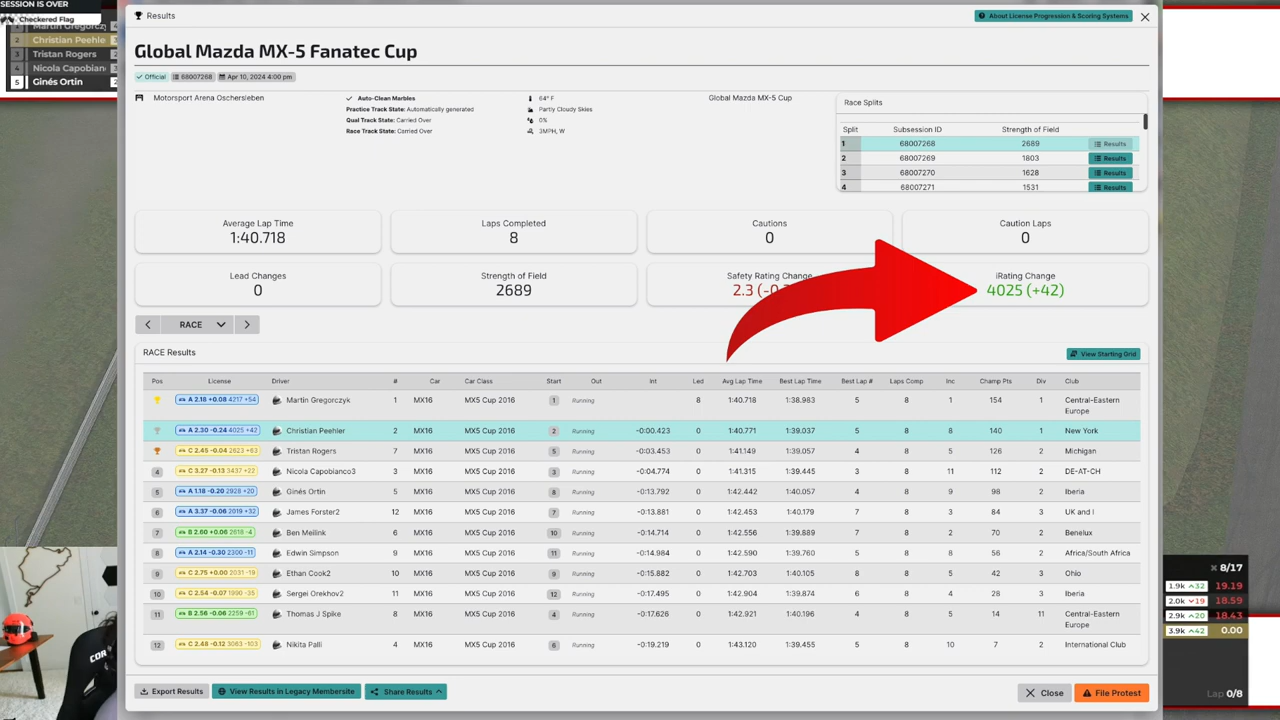 SESSION IS OVER
Checkered Flag
Martin Gregorczy
2 Christian Peehle
3 Tristan Rogers
4 Nicola Capobian
5 Ginés Ortin
Results
About License Progression & Scoring Systems
Global Mazda MX-5 Fanatec Cup
Official 68007268 Apr 10, 2024 4:00 pm
Motorsport Arena Oschersleben
Auto-Clean Marbles
Practice Track State: Automatically generated
Qual Track State: Carried Over
Race Track State: Carried Over
64° F
Partly Cloudy Skies
0%
3MPH, W
Global Mazda MX-5 Cup
Race Splits
Split Subsession ID Strength of Field
1 68007268 2689 Results
2 68007269 1803 Results
3 68007270 1628 Results
4 68007271 1531 Results
Average Lap Time
1:40.718
Laps Completed
8
Cautions
0
Caution Laps
0
Lead Changes
0
Strength of Field
2689
Safety Rating Change
2.3 (-0
iRating Change
4025 (+42)
RACE
RACE Results
View Starting Grid
Pos License Driver # Car Car Class Start Out Int Led Avg Lap Time Best Lap Time Best Lap # Laps Comp Inc Champ Pts Div Club
A 2.18 +0.08 4217 +54 Martin Gregorczyk 1 MX16 MX5 Cup 2016 1 Running 8 1:40.718 1:38.983 5 8 1 154 1 Central-Eastern Europe
A 2.30 -0.24 4025 +42 Christian Peehler 2 MX16 MX5 Cup 2016 2 Running -0:00.423 0 1:40.771 1:39.037 5 8 140 1 New York
C 2.45 -0.04 2623 +83 Tristan Rogers 7 MX16 MX5 Cup 2016 5 Running -0:03.453 0 1:41.149 1:38.057 4 8 5 126 2 Michigan
4 C 3.27 -0.13 3437 +22 Nicola Capobianco3 3 MX16 MX5 Cup 2016 3 Running -0:04.774 0 1:41.315 1:39.445 3 8 11 112 2 DE-AT-CH
5 A 1.18 -0.20 2928 +20 Ginés Ortin 5 MX16 MX5 Cup 2016 8 Running -0:13.792 0 1:42.442 1:40.057 4 8 9 98 2 Iberia
6 A 3.37 -0.06 2019 +32 James Forster2 12 MX16 MX5 Cup 2016 7 Running -0:13.881 0 1:42.453 1:40.179 7 8 4 84 3 UK and I
7 B 2.60 +0.06 2618 -4 Ben Meilink 6 MX16 MX5 Cup 2016 10 Running -0:14.714 0 1:42.556 1:39.889 7 8 2 70 2 Benelux
8 A 2.14 -0.30 2300 -11 Edwin Simpson 9 MX16 MX5 Cup 2016 11 Running -0:14.984 0 1:42.590 1:39.760 5 8 56 2 Africa/South Africa
9 C 2.75 +0.00 2031 -19 Ethan Cook2 10 MX16 MX5 Cup 2016 9 Running -0:15.882 0 1:42.703 1:40.105 8 8 5 42 3 Ohio
10 C 2.54 -0.07 1990 -35 Sergei Orekhov2 MX16 MX5 Cup 2016 12 Running -0:17.485 0 1:42.904 1:39.874 6 8 28 3 Iberia
11 B 2.56 -0.06 2259 -61 Thomas J Spike 8 MX16 MX5 Cup 2016 Running 0 4 8 14 11 Central-Eastern Europe
12 C 2.48 -0.12 3063 -103 Nikita Palli 4 MX16 MX5 Cup 2016 Running -0:19.219 0 1:43.120 1:39.455 5 8 10 7 2 International Club
Export Results View Results in Legacy Membersite Share Results
Close File Protest
8/17
1.9k 32 19.19
2.0k 19 18.59
2.9k 20 18.43
3.9k 42 0.00
Lap 0/8
COR